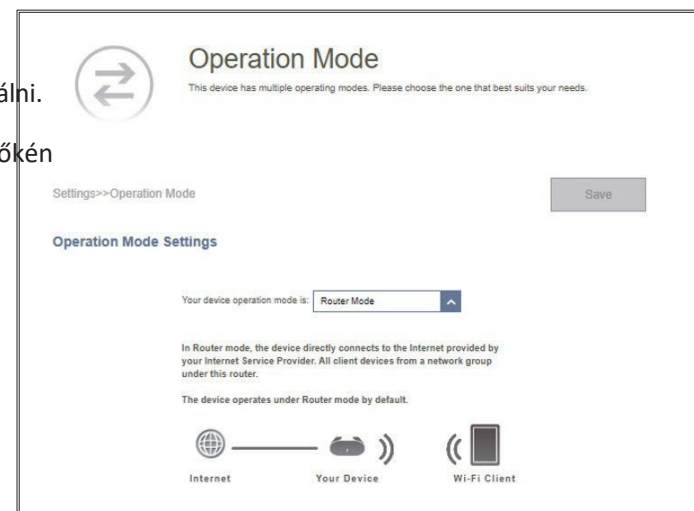 Operation Mode
This device has multiple operating modes. Please choose the one that best suits your needs.
álni.
őkén
Settings>>Operation Mode
Save
Operation Mode Settings
Your device operation mode is:
Router Mode
In Router mode, the device directly connects to the Internet provided by
your Internet Service Provider. All client devices from a network group
under this router.
The device operates under Router mode by default.
Internet
Your Device
Wi-Fi Client